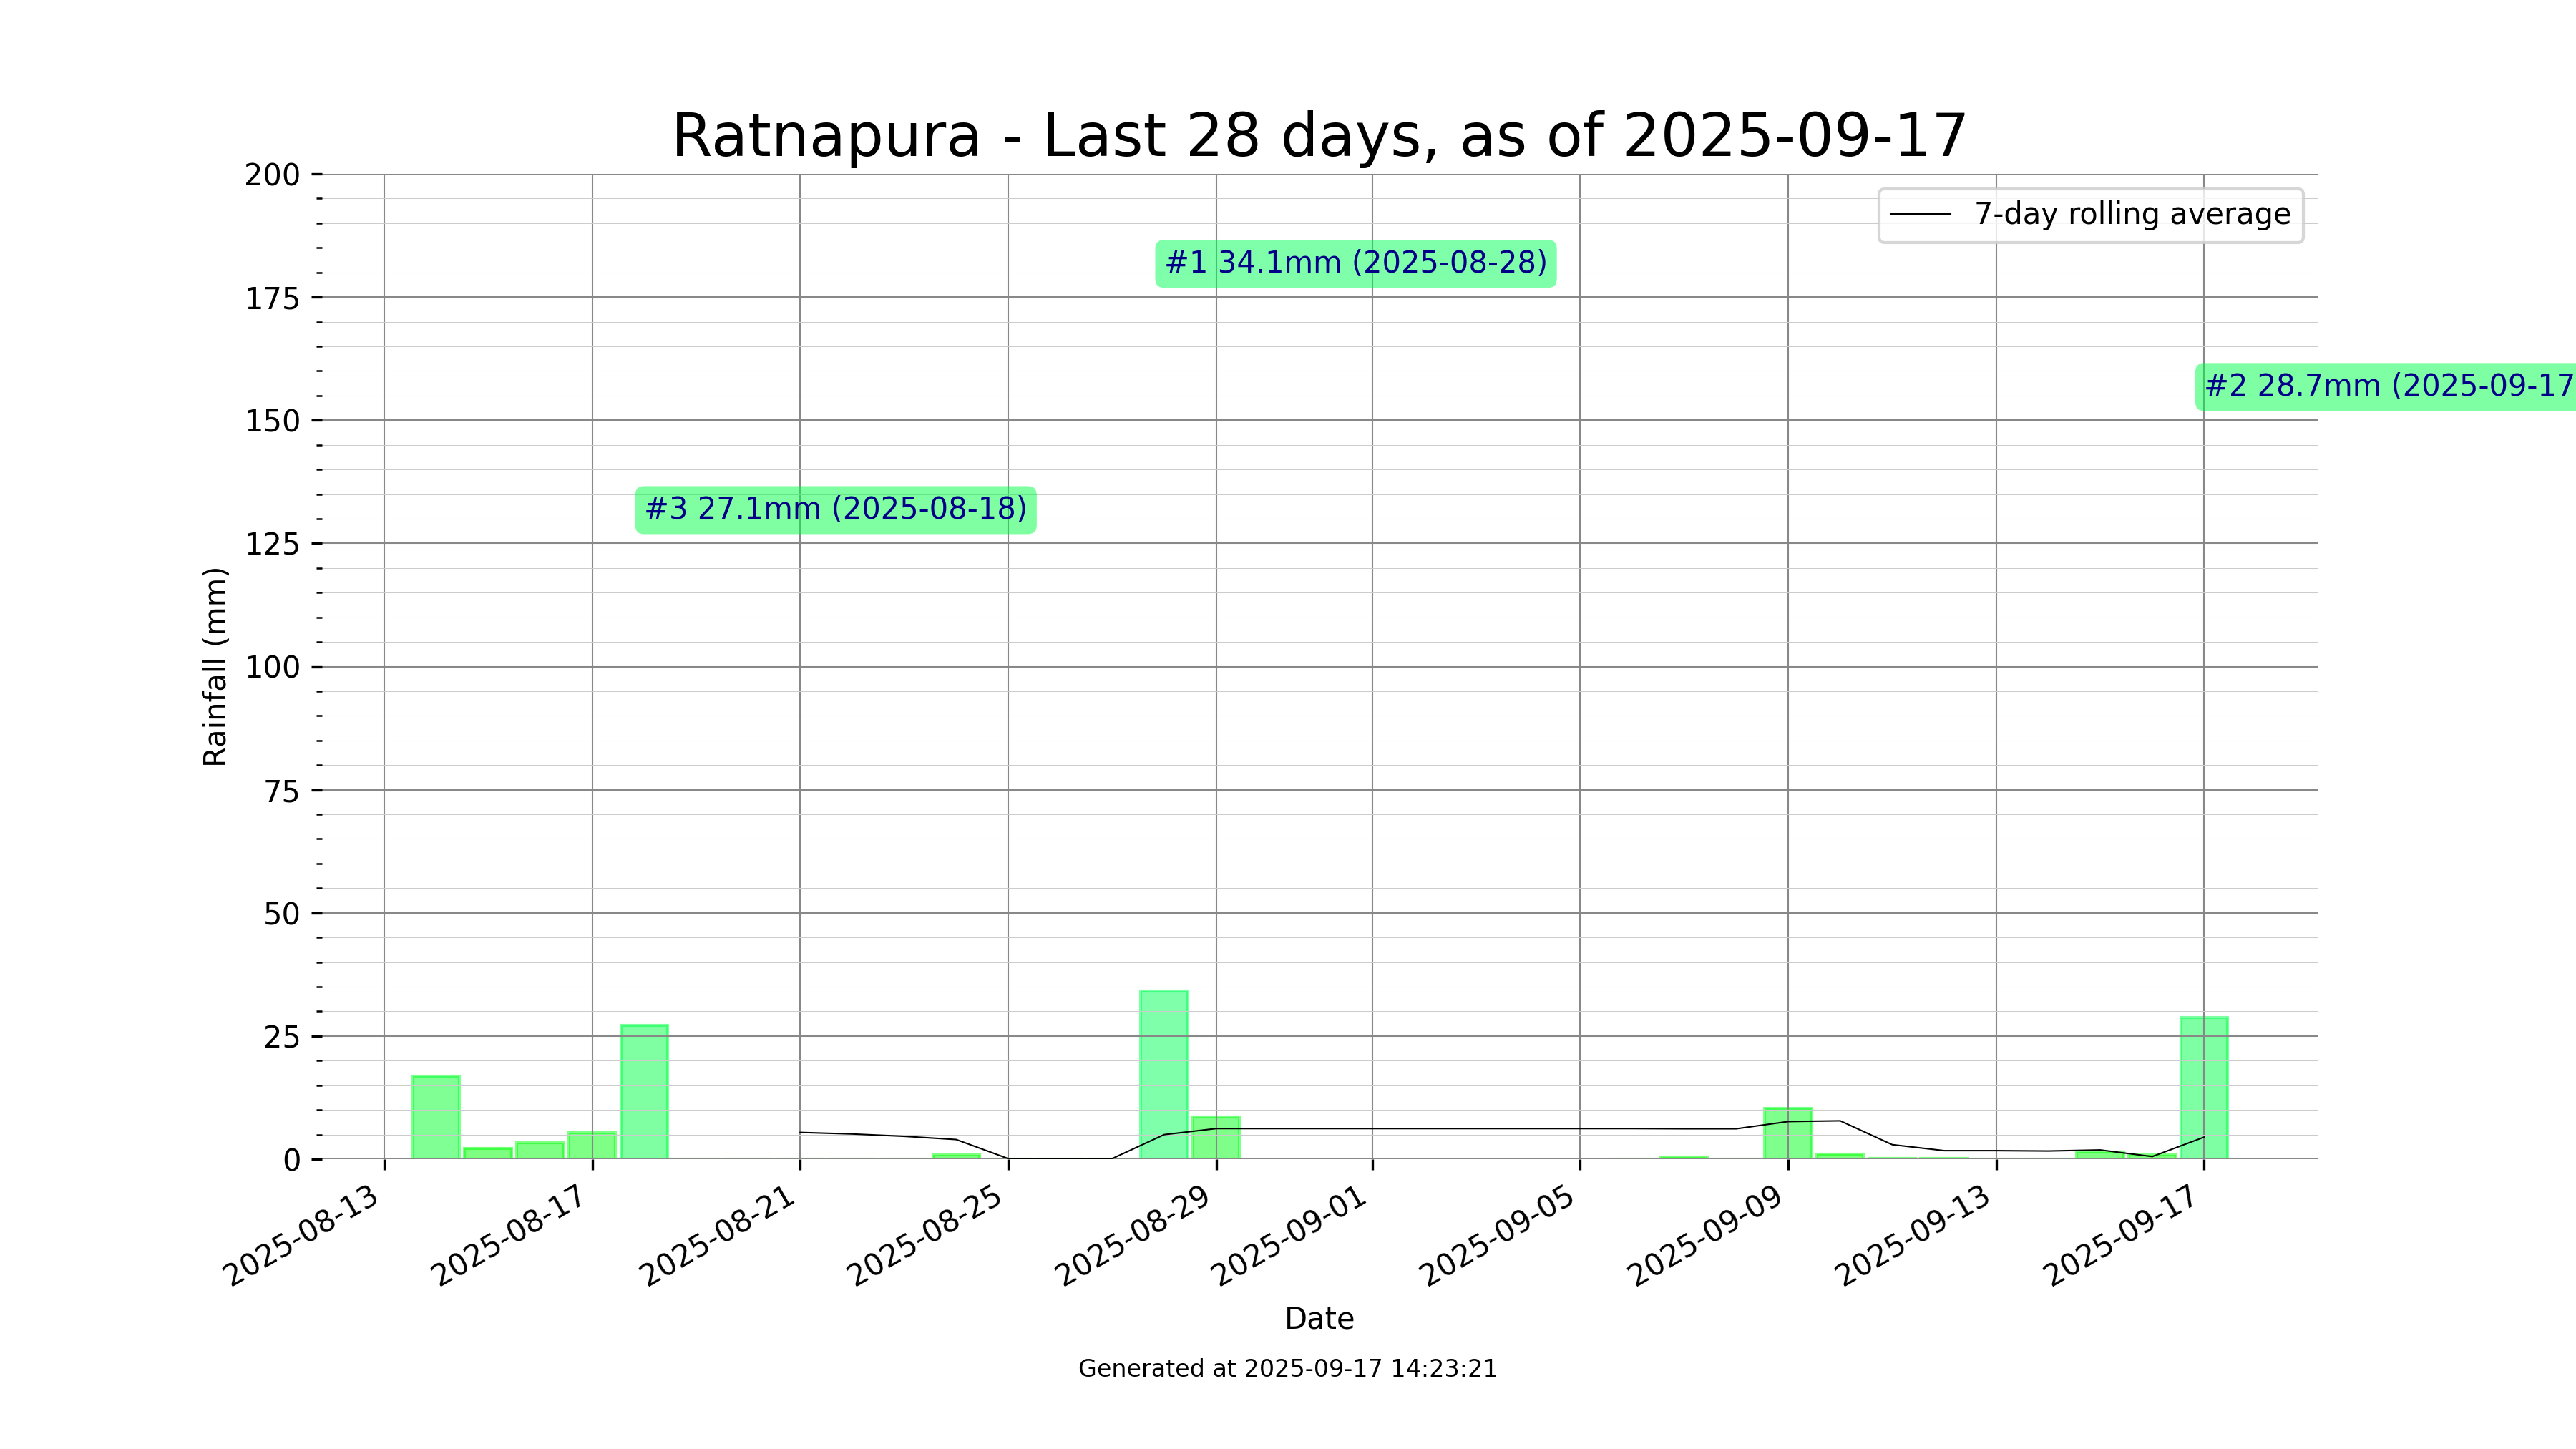 Ratnapura - Last 28 days, as of 2025-09-17
200
175
150
125
100
75
50
25
0
Rainfall (mm)
7-day rolling average
#1 34.1mm (2025-08-28)
#2 28.7mm (2025-09-17
#3 27.1mm (2025-08-18)
2025-08-13
2025-08-17
2025-08-21
2025-08-25
2025-08-29
2025-09-01
2025-09-05
2025-09-09
2025-09-13
2025-09-17
Date
Generated at 2025-09-17 14:23:21